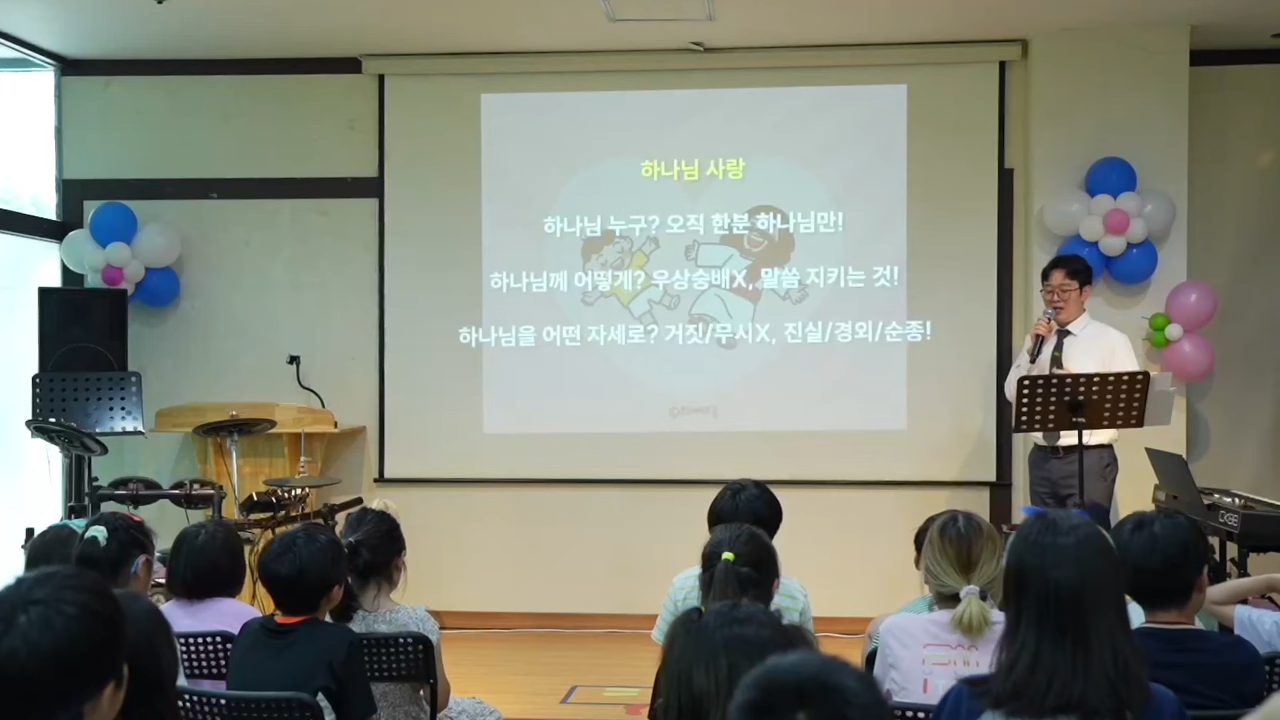 하나님 사랑
하나님 누구? 오직 한분 하나님만!
하나님께 어떻게? 우상숭배X, 말씀 지키는 것!
하나님을 어떤 자세로? 거짓/무시X, 진실/경외/순종!